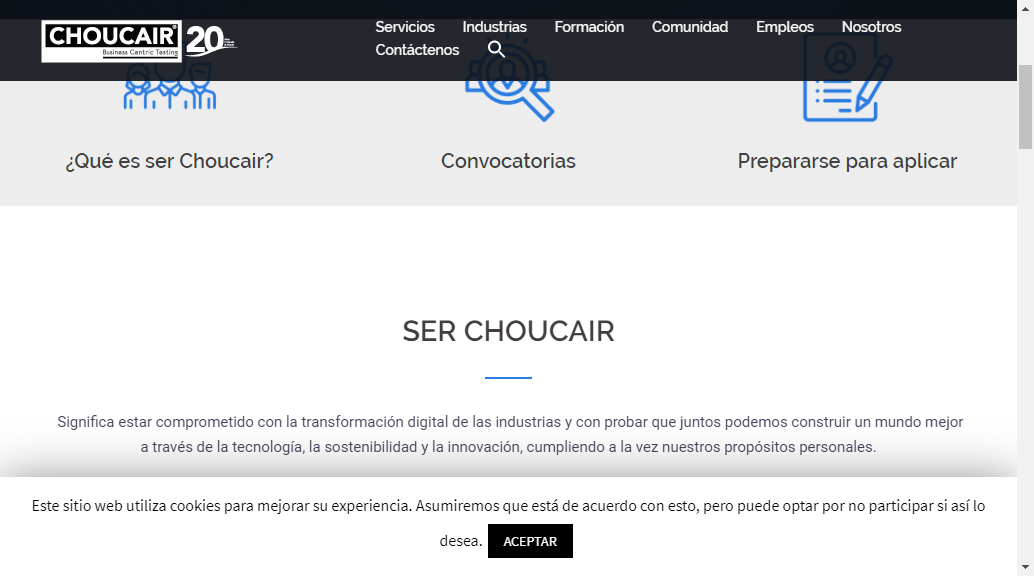 CHOUCAIR
Business Centric Testing
20
Servicios Industrias Formación Comunidad Empleos Nosotros
Contáctenos
¿Qué es ser Choucair? Convocatorias Prepararse para aplicar
SER CHOUCAIR
Significa estar comprometido con la transformación digital de las industrias y con probar que juntos podemos construir un mundo mejor
a través de la tecnología, la sostenibilidad y la innovación, cumpliendo a la vez nuestros propósitos personales.
Este sitio web utiliza cookies para mejorar su experiencia. Asumiremos que está de acuerdo con esto, pero puede optar por no participar si así lo
desea. ACEPTAR